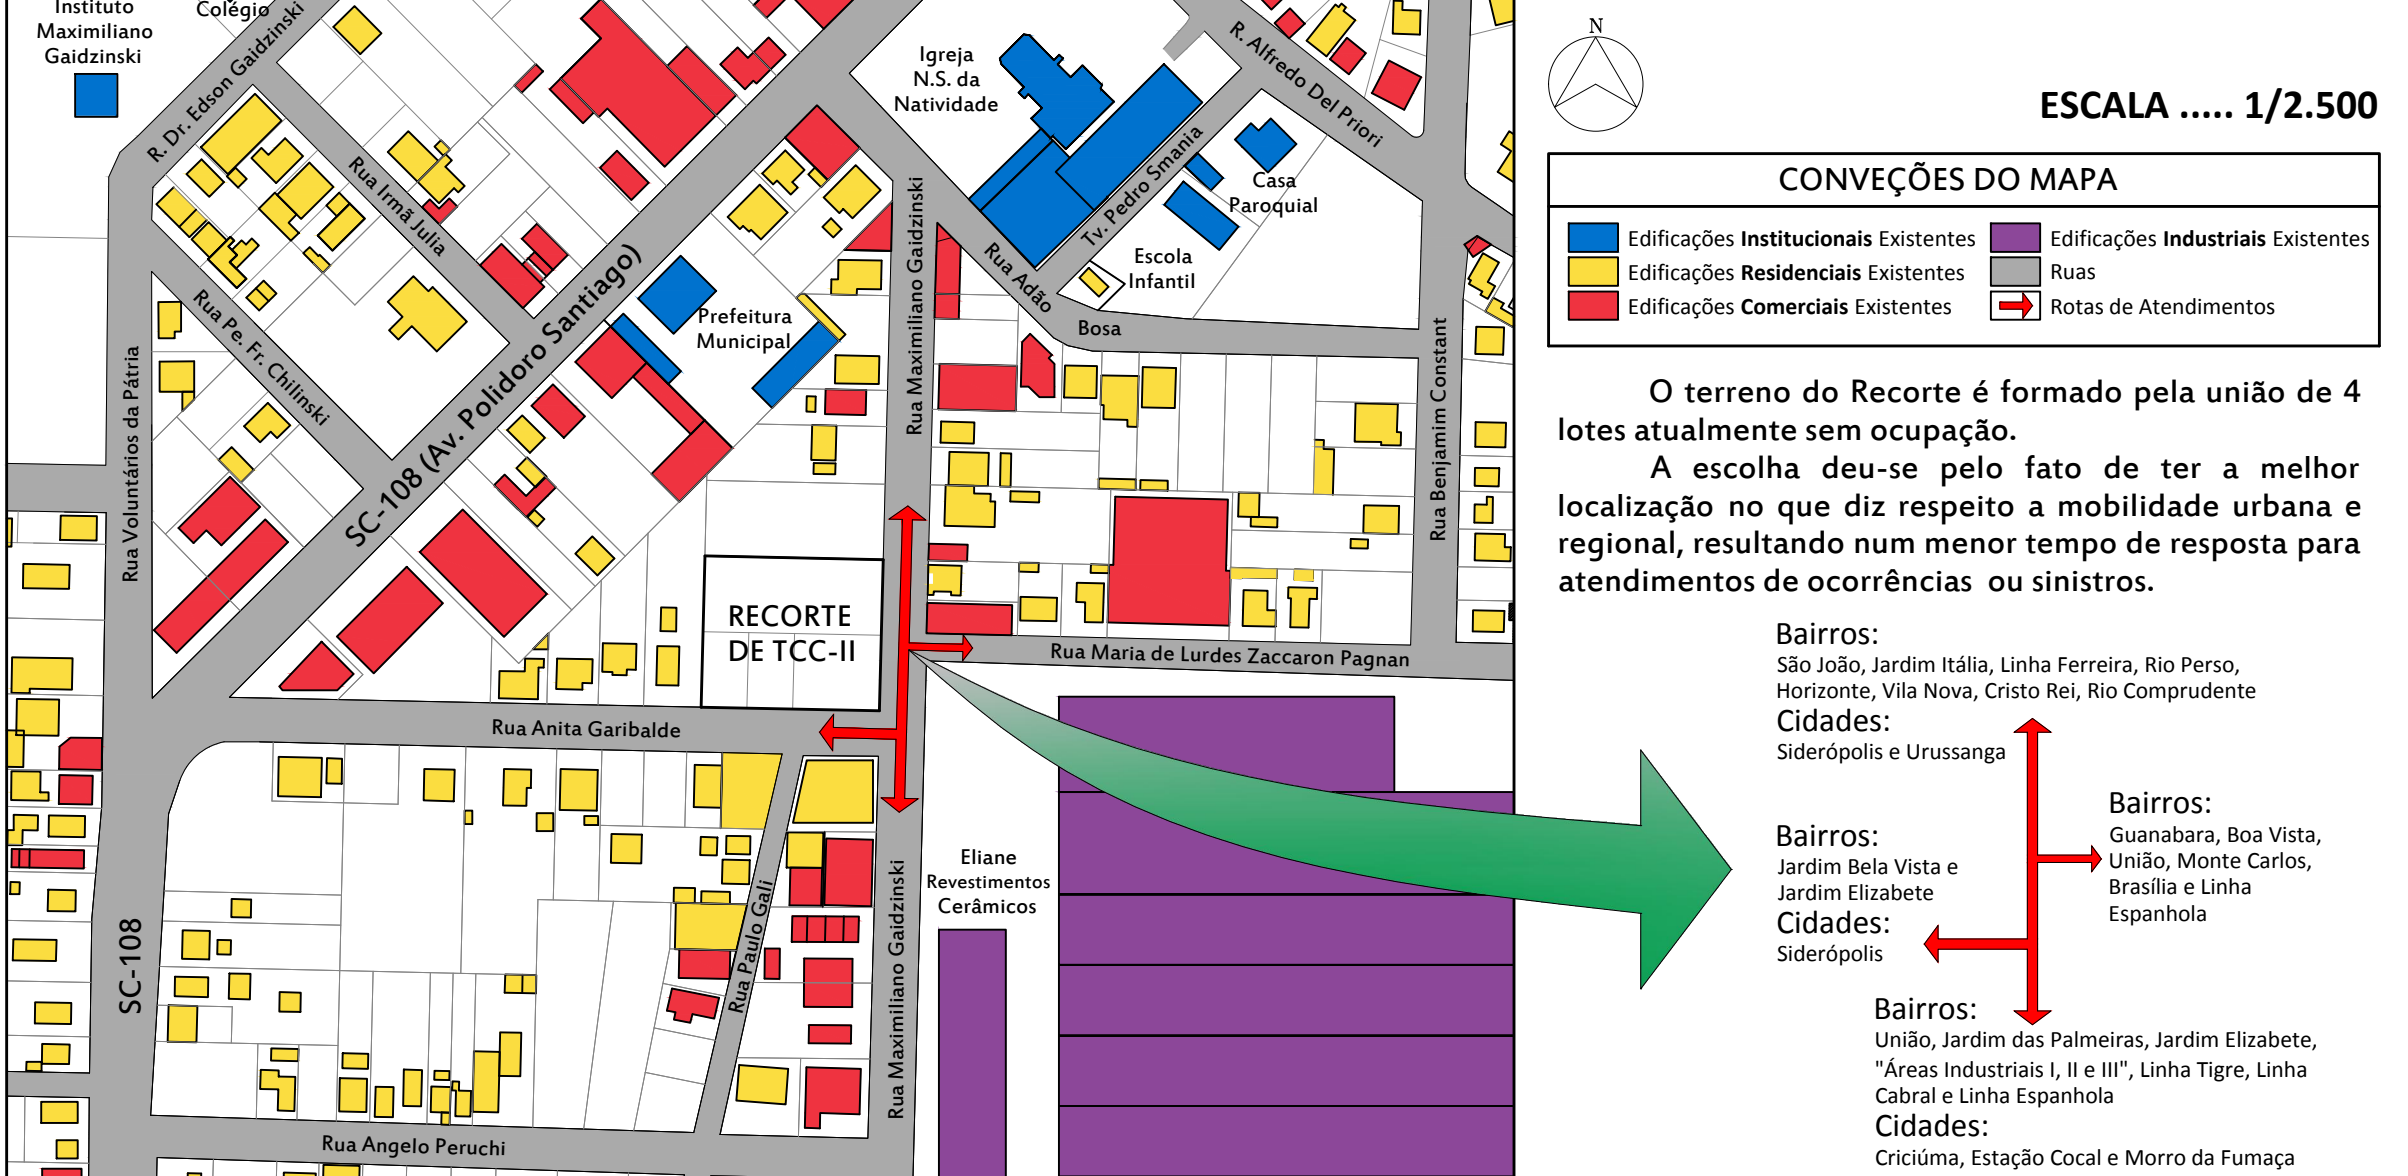 Instituto
Maximiliano
Gaidzinski
Colégio
R. Dr. Edson Gaidzinski
Rua Irmã Julia
Rua Pe. Fr. Chilinski
Rua Voluntários da Pátria
SC-108 (Av. Polidoro Santiago)
Prefeitura
Municipal
Igreja
N.S. da
Natividade
R. Alfredo Del Priori
Tv. Pedro Smania
Casa
Paroquial
Escola
Infantil
Rua Adão
Bosa
Rua Maximiliano Gaidzinski
Rua Benjamim Constant
RECORTE
DE TCC-II
Rua Maria de Lurdes Zaccaron Pagnan
Rua Anita Garibalde
Eliane
Revestimentos
Cerâmicos
Rua Paulo Gali
Rua Maximiliano Gaidzinski
SC-108
Rua Angelo Peruchi
N
ESCALA ..... 1/2.500
CONVEÇÕES DO MAPA
Edificações Institucionais Existentes
Edificações Residenciais Existentes
Edificações Comerciais Existentes
Edificações Industriais Existentes
Ruas
Rotas de Atendimentos
O terreno do Recorte é formado pela união de 4
lotes atualmente sem ocupação.
A escolha deu-se pelo fato de ter a melhor
localização no que diz respeito a mobilidade urbana e
regional, resultando num menor tempo de resposta para
atendimentos de ocorrências ou sinistros.
Bairros:
São João, Jardim Itália, Linha Ferreira, Rio Perso,
Horizonte, Vila Nova, Cristo Rei, Rio Comprudente
Cidades:
Siderópolis e Urussanga
Bairros:
Guanabara, Boa Vista,
União, Monte Carlos,
Brasília e Linha
Espanhola
Bairros:
Jardim Bela Vista e
Jardim Elizabete
Cidades:
Siderópolis
Bairros:
União, Jardim das Palmeiras, Jardim Elizabete,
"Áreas Industriais I, II e III", Linha Tigre, Linha
Cabral e Linha Espanhola
Cidades:
Criciúma, Estação Cocal e Morro da Fumaça